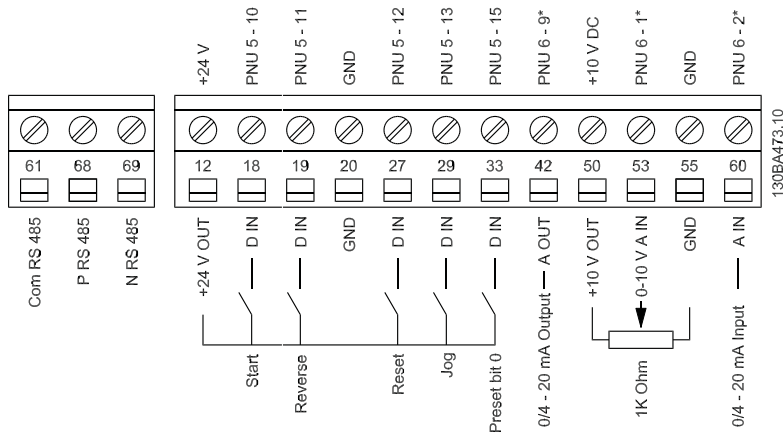 +24 V
PNU 5 - 10
PNU 5 - 11
GND
PNU 5 - 12
PNU 5 - 13
PNU 5 - 15
PNU 6 - 9*
+10 V DC
PNU 6 - 1*
GND
PNU 6 - 2*
61 68 69
12 18 19 20 27 29 33 42 50 53 55 60
130BA473.10
Com RS 485
P RS 485
N RS 485
+24 V OUT
D IN
D IN
GND
D IN
D IN
D IN
0/4 - 20 mA Output
A OUT
+10 V OUT
0-10 V A IN
GND
0/4 - 20 mA Input
A IN
Start
Reverse
Reset
Jog
Preset bit 0
1K Ohm